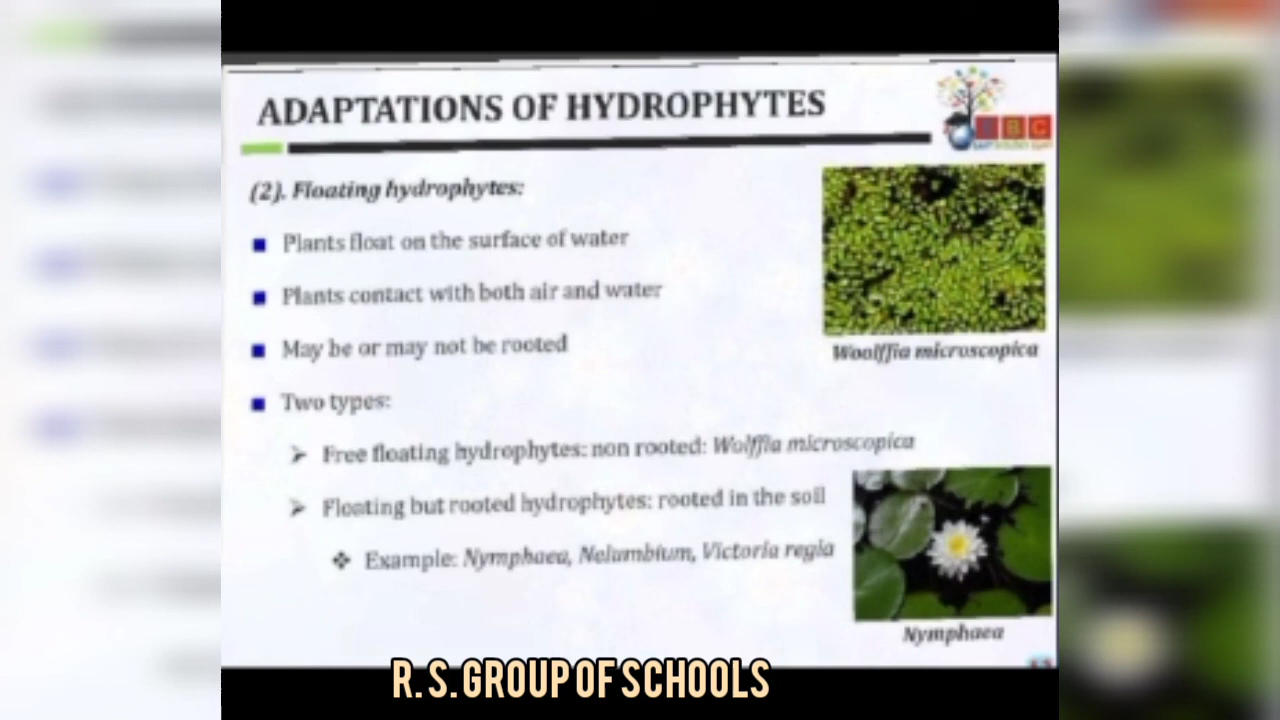 ADAPTATIONS OF HYDROPHYTES
(2). Floating hydrophytes:
Plants float on the surface of water
Plants contact with both air and water
May be or may not be rooted
Two types:
Free floating hydrophytes: non rooted: Wolffia microscopica
Floating but rooted hydrophytes: rooted in the soil
Example: Nymphaea, Nelumbium, Victoria regia
Woolffia microscopica
Nymphaea
R. S. GROUP OF SCHOOLS